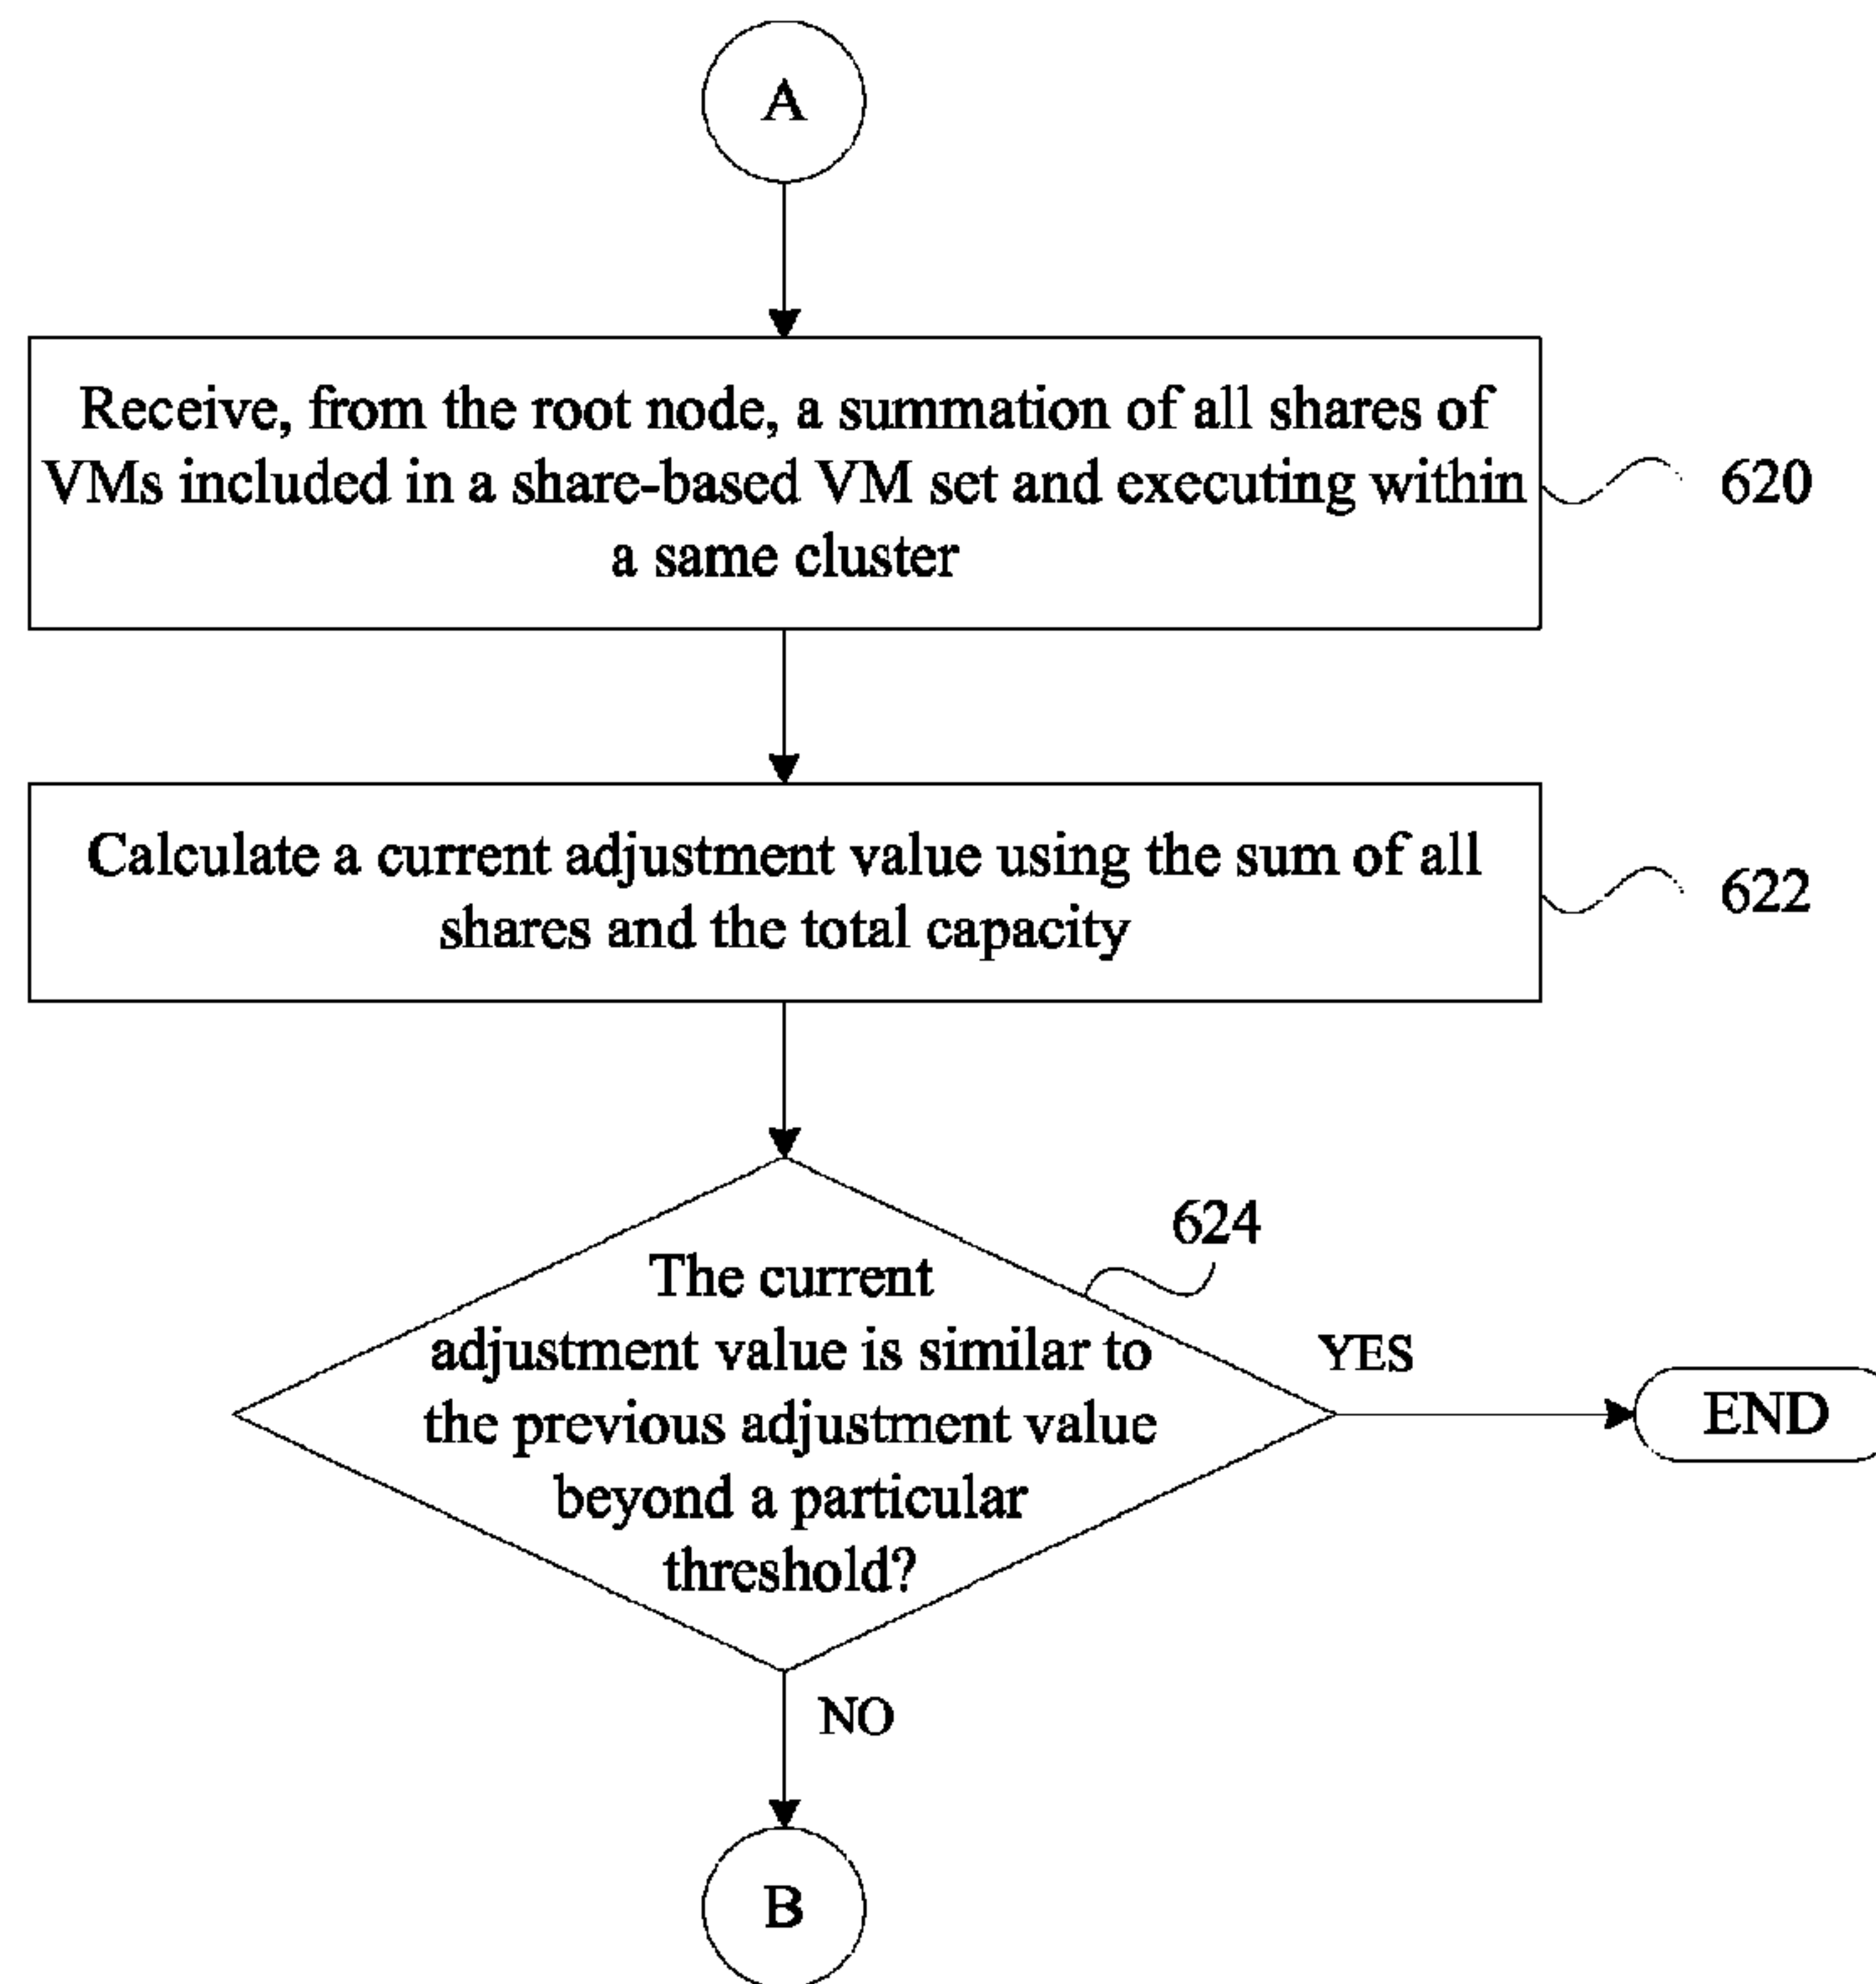 A
Receive, from the root node, a summation of all shares of
VMs included in a share-based VM set and executing within
a same cluster
620
Calculate a current adjustment value using the sum of all
shares and the total capacity
622
624
The current
adjustment value is similar to
the previous adjustment value
beyond a particular
threshold?
YES
END
NO
B